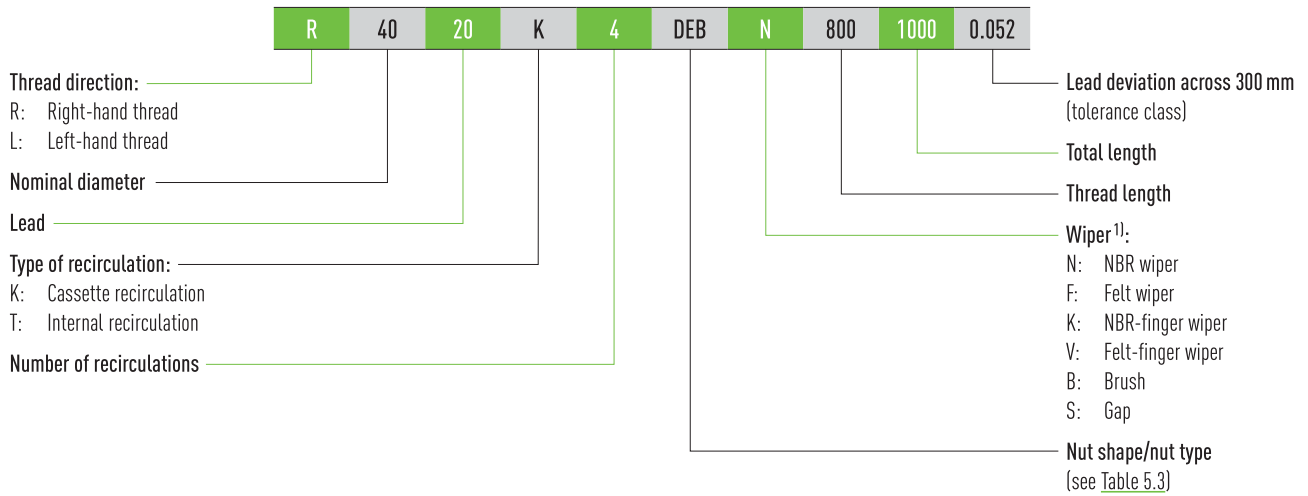 R 40 20 K 4 DEB N 800 1000 0.052
Thread direction:
R: Right-hand thread
L: Left-hand thread
Nominal diameter
Lead
Type of recirculation:
K: Cassette recirculation
T: Internal recirculation
Number of recirculations
Lead deviation across 300 mm
(tolerance class)
Total length
Thread length
Wiper 1):
N: NBR wiper
F: Felt wiper
K: NBR-finger wiper
V: Felt-finger wiper
B: Brush
S: Gap
Nut shape/nut type
(see Table 5.3)